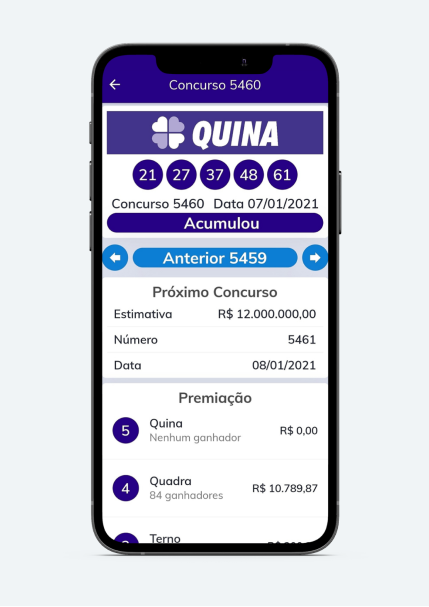 Concurso 5460
QUINA
21 27 37 48 61
Concurso 5460 Data 07/01/2021
Acumulou
Anterior 5459
Próximo Concurso
Estimativa R$ 12.000.000,00
Número 5461
Data 08/01/2021
Premiação
5 Quina R$ 0,00
Nenhum ganhador
4 Quadra R$ 10.789,87
84 ganhadores
Terno